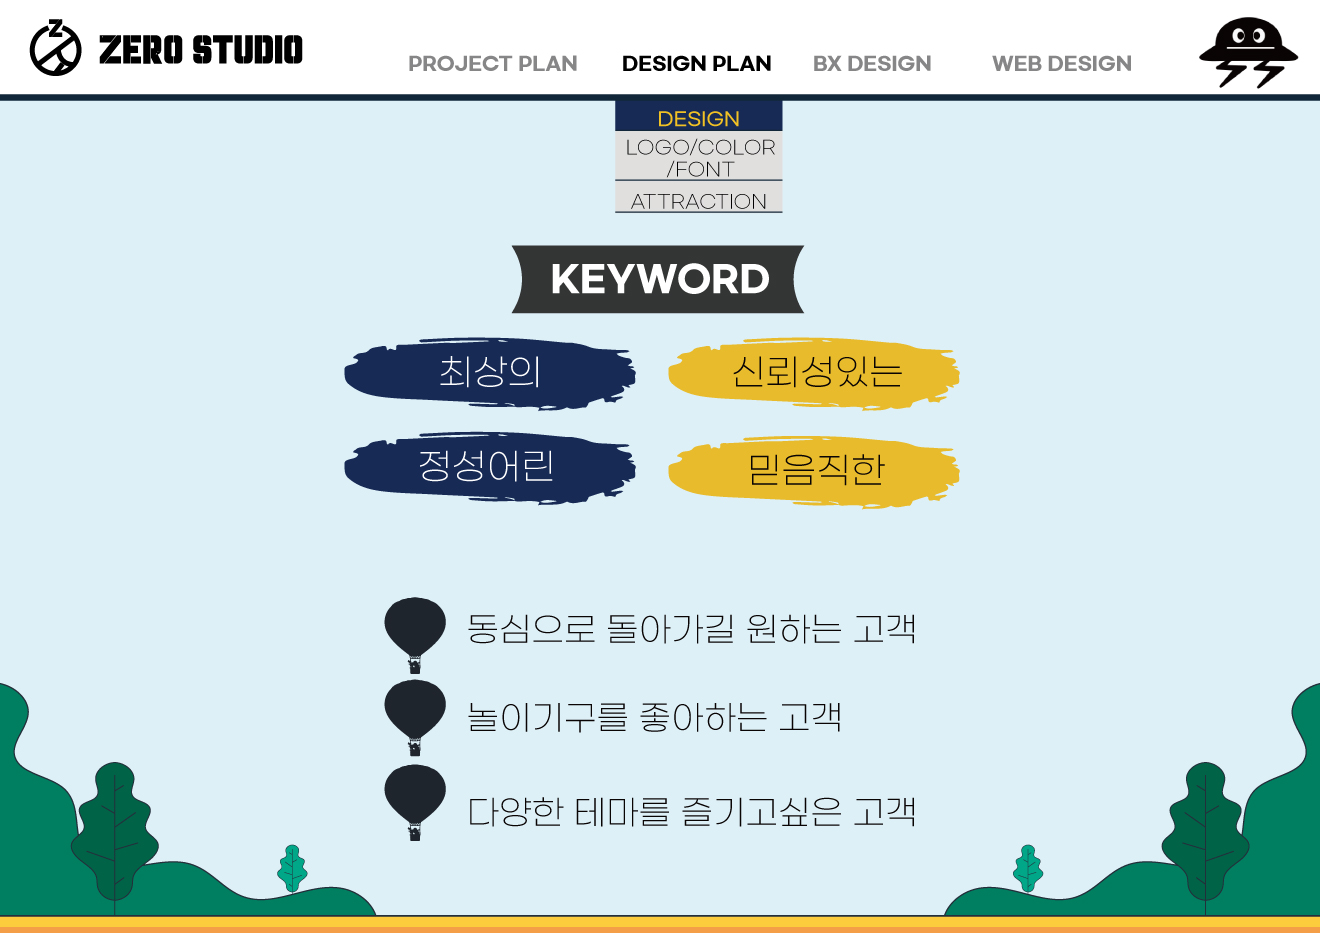 Z
ZERO STUDIO
PROJECT PLAN
DESIGN PLAN
BX DESIGN
WEB DESIGN
DESIGN
LOGO/COLOR
/FONT
ATTRACTION
KEYWORD
최상의
신뢰성있는
정성어린
믿음직한
동심으로 돌아가길 원하는 고객
놀이기구를 좋아하는 고객
다양한 테마를 즐기고싶은 고객